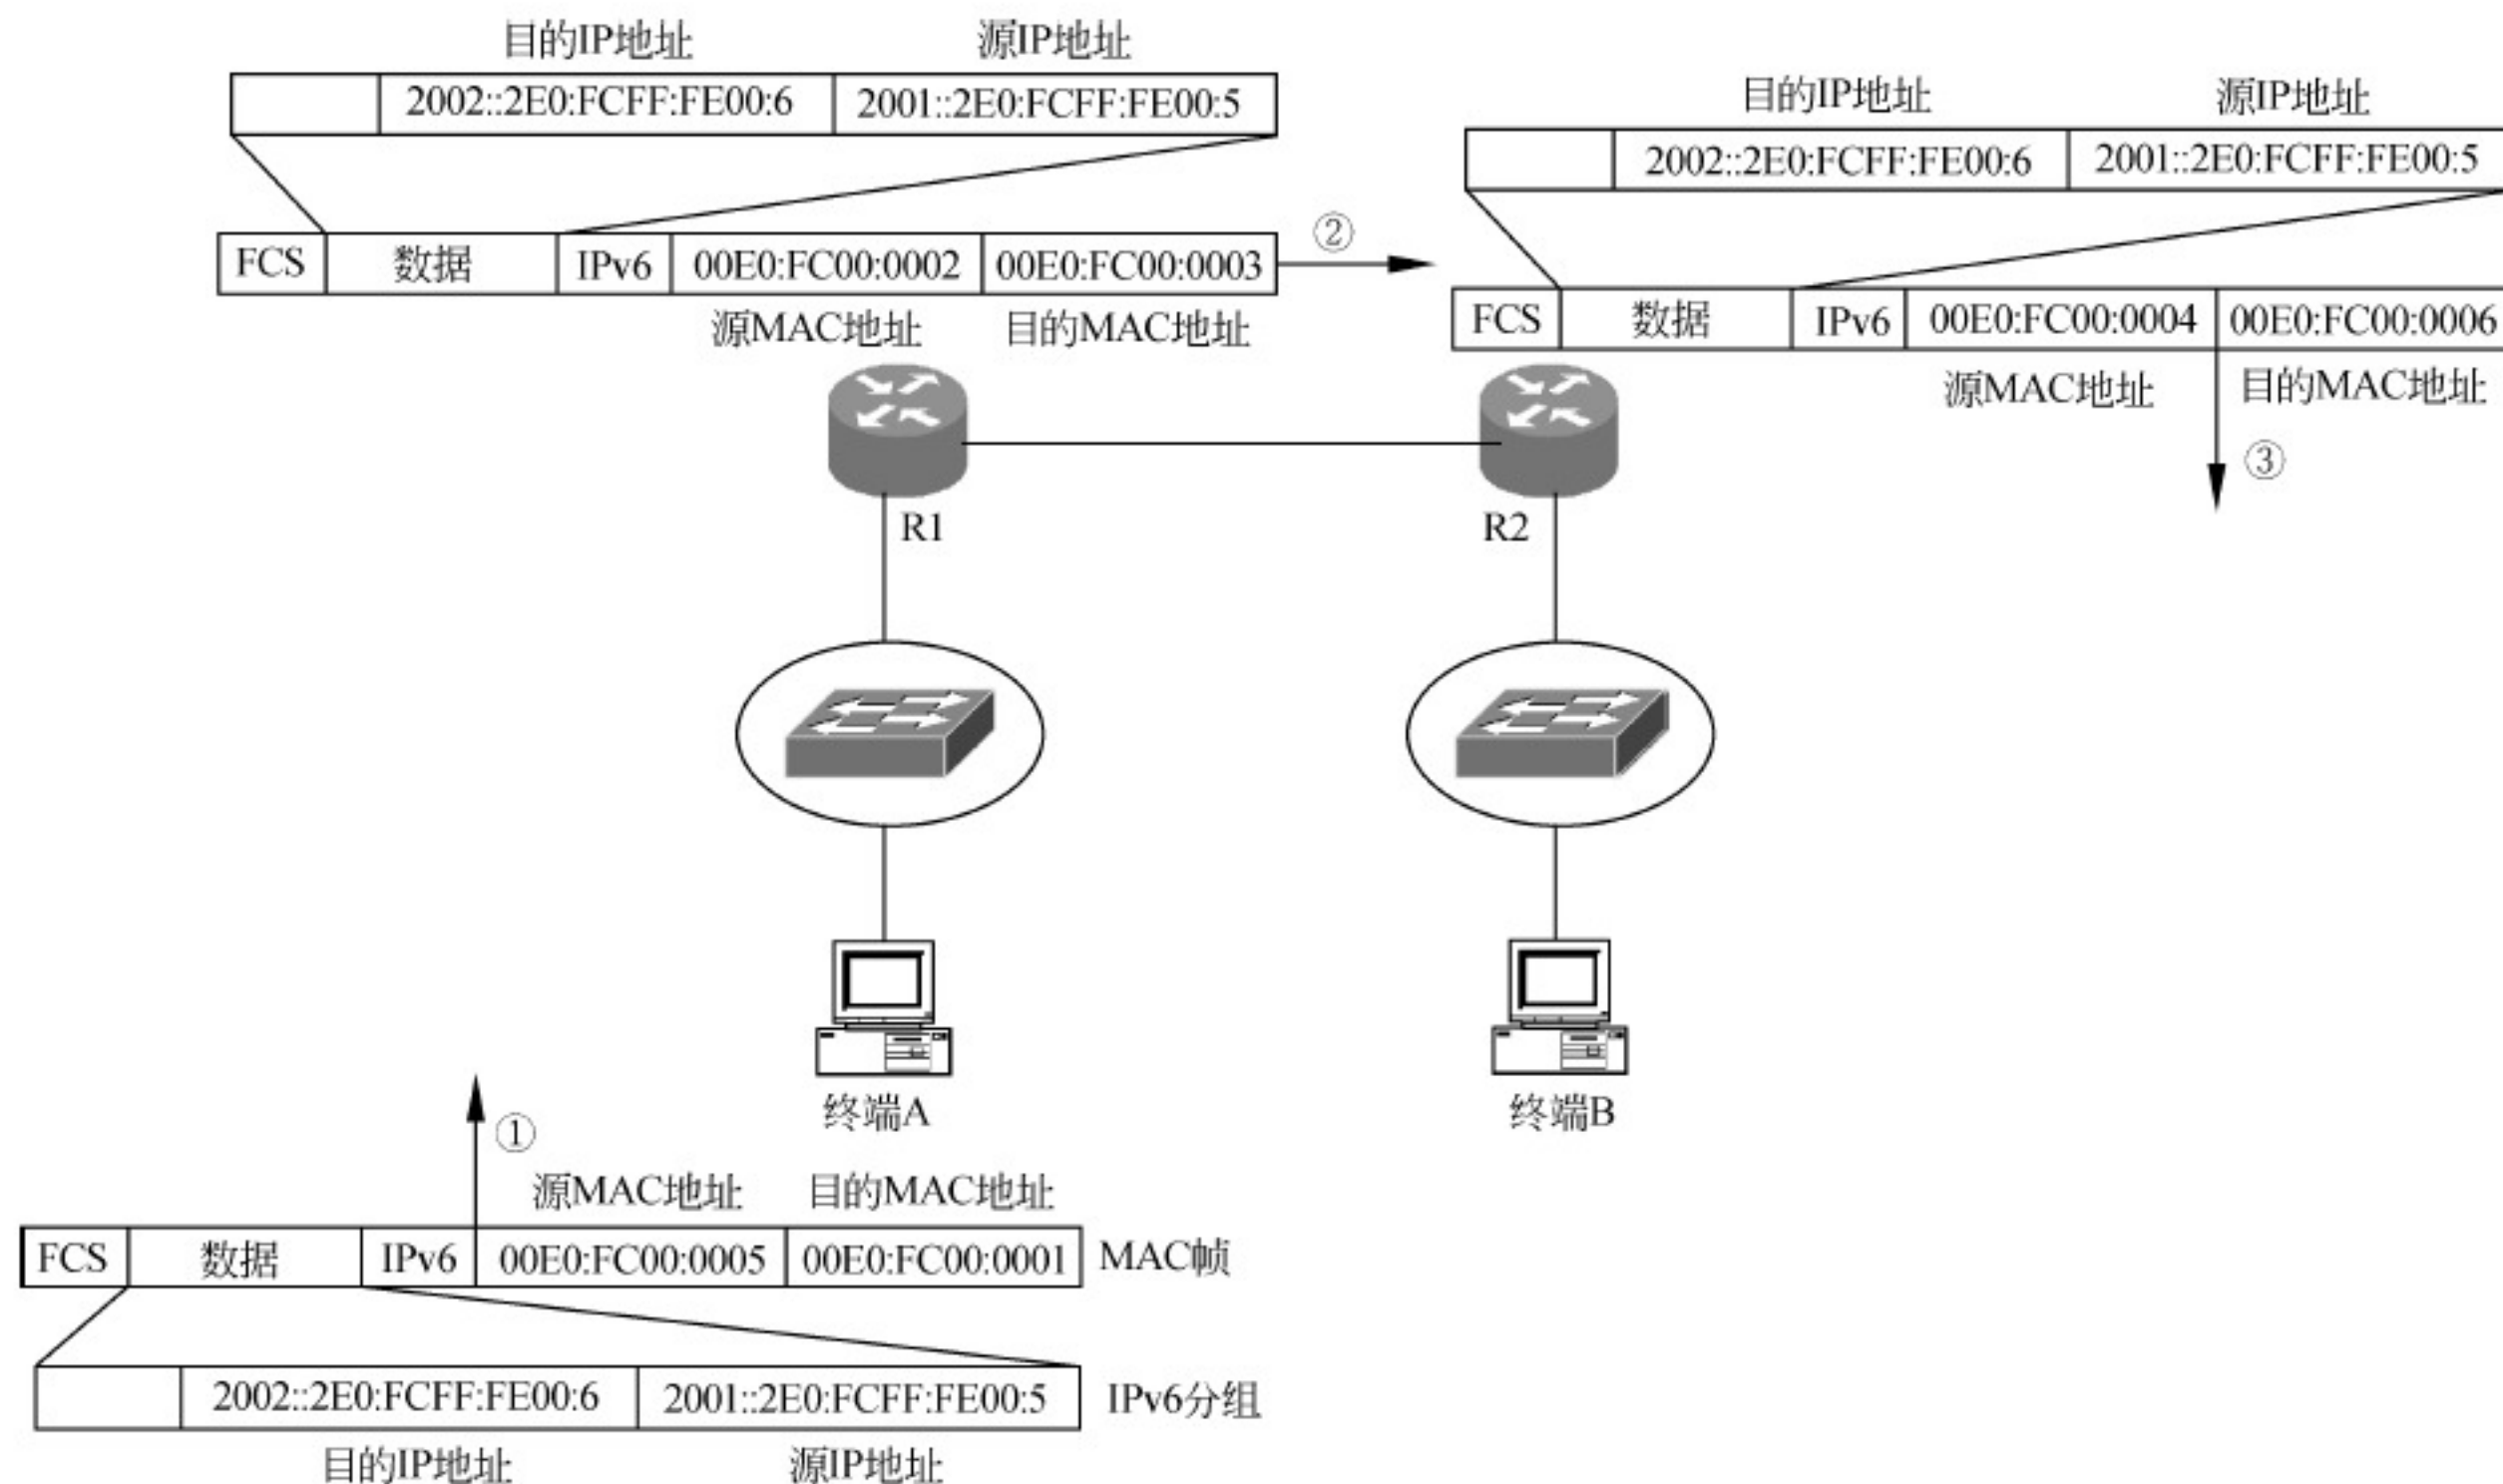 目的IP地址 源IP地址
2002::2E0:FCFF:FE00:6 2001::2E0:FCFF:FE00:5
FCS 数据 IPv6 00E0:FC00:0002 00E0:FC00:0003
源MAC地址 目的MAC地址
②
目的IP地址 源IP地址
2002::2E0:FCFF:FE00:6 2001::2E0:FCFF:FE00:5
FCS 数据 IPv6 00E0:FC00:0004 00E0:FC00:0006
源MAC地址 目的MAC地址
③
R1
R2
终端A
终端B
①
源MAC地址 目的MAC地址
FCS 数据 IPv6 00E0:FC00:0005 00E0:FC00:0001 MAC帧
2002::2E0:FCFF:FE00:6 2001::2E0:FCFF:FE00:5 IPv6分组
目的IP地址 源IP地址